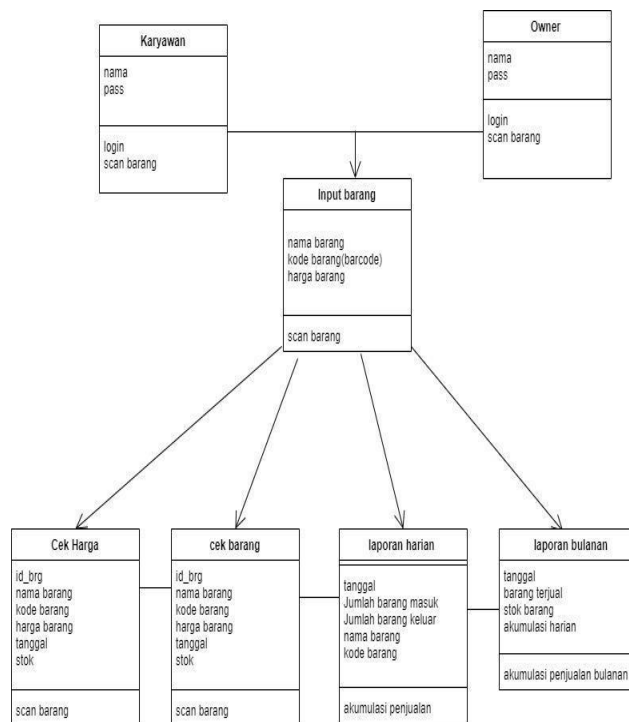 Karyawan
nama
pass
login
scan barang
Owner
nama
pass
login
scan barang
Input barang
nama barang
kode barang(barcode)
harga barang
scan barang
Cek Harga
id_brg
nama barang
kode barang
harga barang
tanggal
stok
scan barang
cek barang
id_brg
nama barang
kode barang
harga barang
tanggal
stok
scan barang
laporan harian
tanggal
Jumlah barang masuk
Jumlah barang keluar
nama barang
kode barang
akumulasi penjualan
laporan bulanan
tanggal
barang terjual
stok barang
akumulasi harian
akumulasi penjualan bulanan